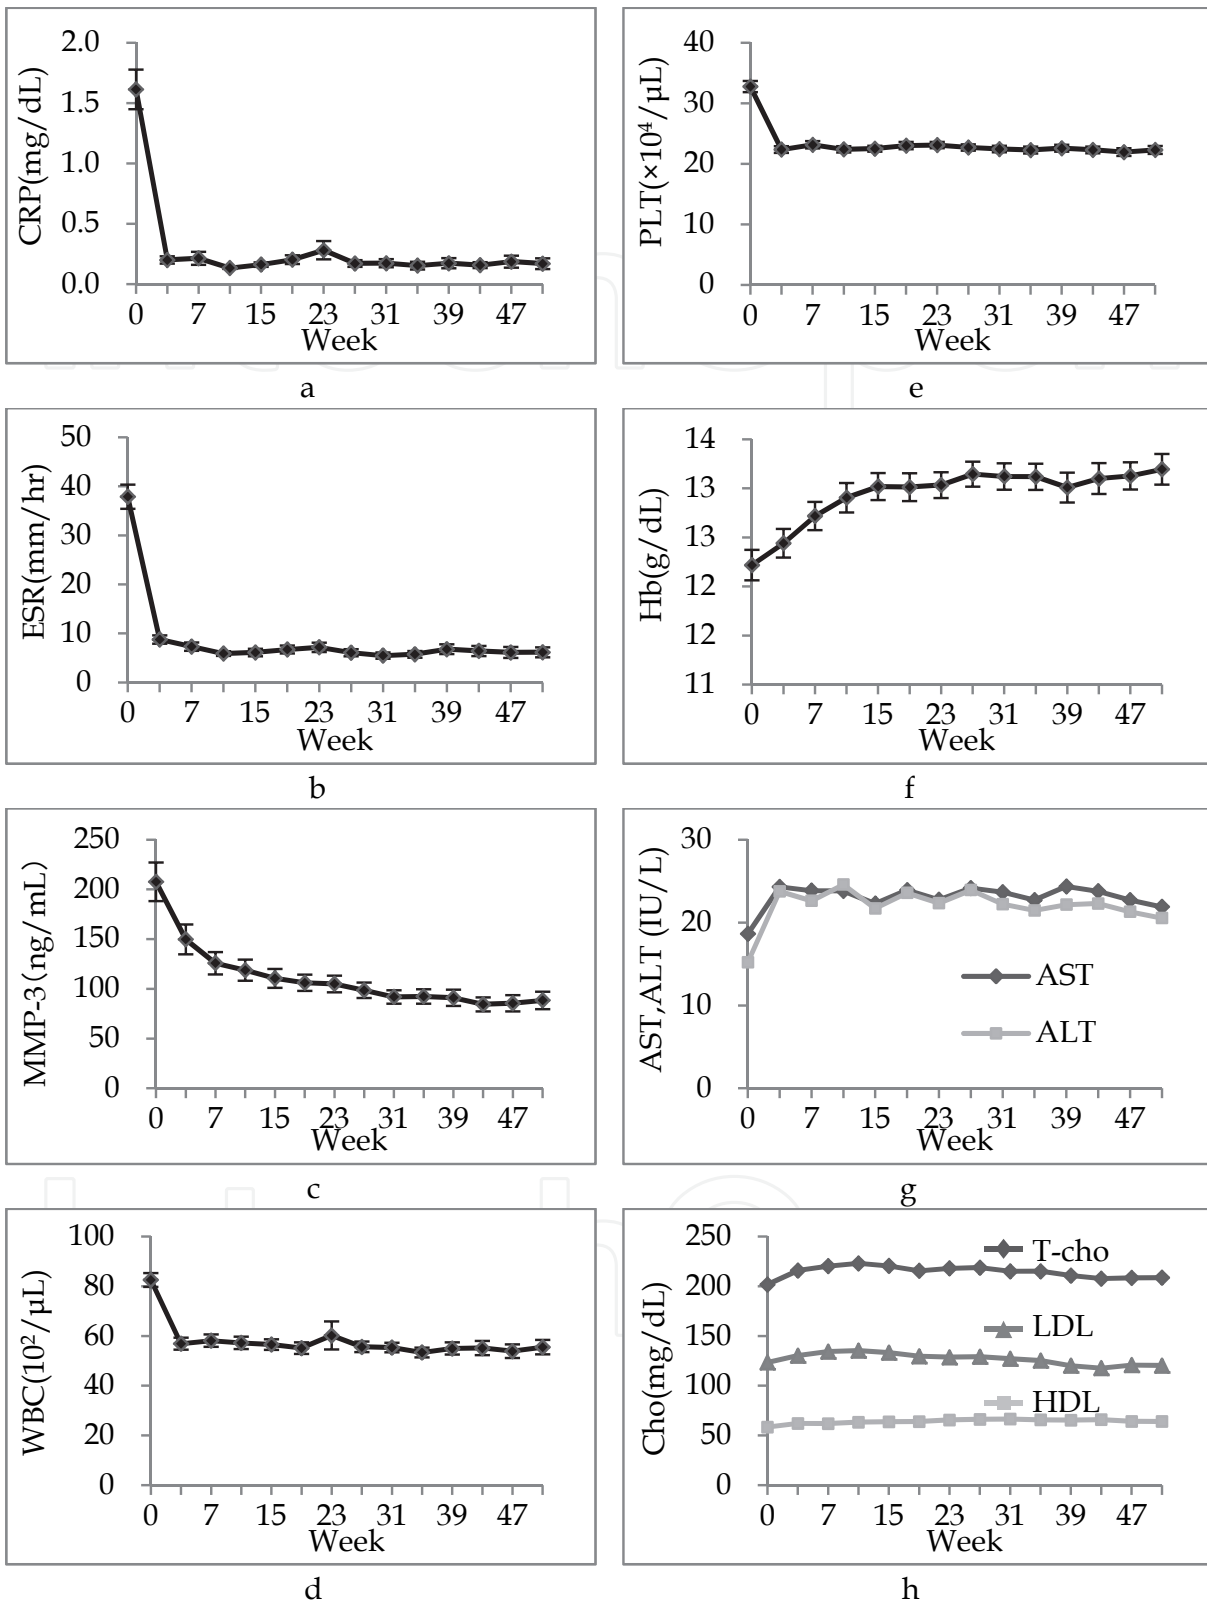 2.0
1.5
1.0
0.5
0.0
CRP(mg/dL)
0 7 15 23 31 39 47
Week
a
40
30
20
10
0
PLT(×10⁴/µL)
0 7 15 23 31 39 47
Week
e
50
40
30
20
10
0
ESR(mm/hr)
0 7 15 23 31 39 47
Week
b
14
13
13
12
12
11
Hb(g/dL)
0 7 15 23 31 39 47
Week
f
250
200
150
100
50
0
MMP-3(ng/mL)
0 7 15 23 31 39 47
Week
c
30
20
10
0
AST,ALT (IU/L)
AST
ALT
0 7 15 23 31 39 47
Week
g
100
80
60
40
20
0
WBC(10²/µL)
0 7 15 23 31 39 47
Week
d
250
200
150
100
50
0
Cho(mg/dL)
T-cho
LDL
HDL
0 7 15 23 31 39 47
Week
h